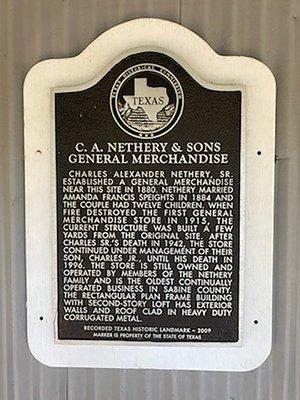 TEXAS HISTORICAL COMMISSION
TEXAS
C. A. NETHERY & SONS
GENERAL MERCHANDISE
CHARLES ALEXANDER NETHERY, SR.
ESTABLISHED A GENERAL MERCHANDISE
NEAR THIS SITE IN 1880. NETHERY MARRIED
AMANDA FRANCIS SPEIGHTS IN 1884 AND
THE COUPLE HAD TWELVE CHILDREN. WHEN
FIRE DESTROYED THE FIRST GENERAL
MERCHANDISE STORE IN 1915, THE
CURRENT STRUCTURE WAS BUILT A FEW
YARDS FROM THE ORIGINAL SITE. AFTER
CHARLES SR.'S DEATH IN 1942, THE STORE
CONTINUED UNDER MANAGEMENT OF THEIR
SON, CHARLES JR., UNTIL HIS DEATH IN
1996. THE STORE IS STILL OWNED AND
OPERATED BY MEMBERS OF THE NETHERY
FAMILY AND IS THE OLDEST CONTINUALLY
OPERATED BUSINESS IN SABINE COUNTY.
THE RECTANGULAR PLAN FRAME BUILDING
WITH SECOND-STORY LOFT HAS EXTERIOR
WALLS AND ROOF CLAD IN HEAVY DUTY
CORRUGATED METAL.
RECORDED TEXAS HISTORIC LANDMARK – 2009
MARKER IS PROPERTY OF THE STATE OF TEXAS